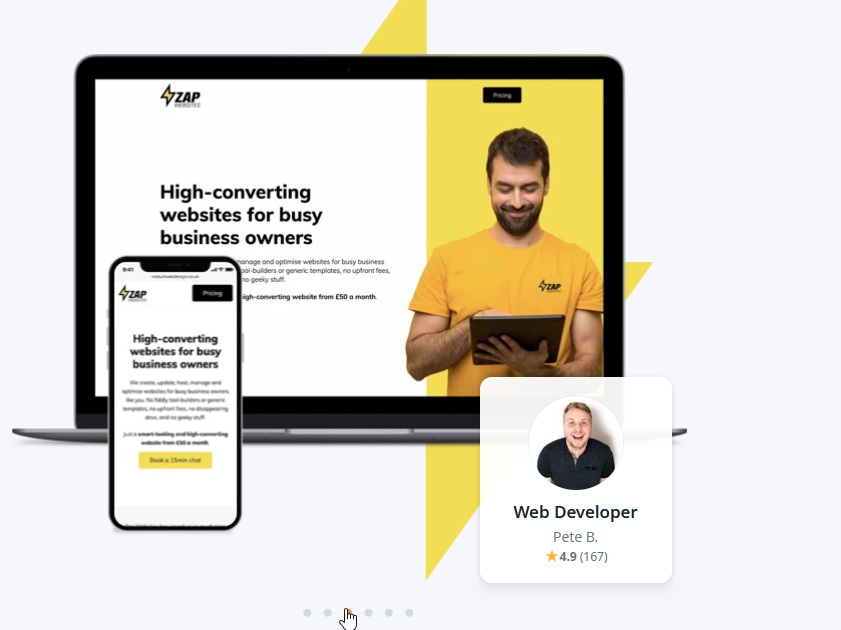 ZAP
WEBSITES
Pricing
High-converting
websites for busy
business owners
manage and optimise websites for busy business
tool-builders or generic templates, no upfront fees,
no geeky stuff.
high-converting website from £50 a month.
ZAP
9:41
ZAP
WEBSITES
Pricing
High-converting
websites for busy
business owners
We create, update, host, manage and
optimise websites for busy business owners
like you. No fiddly tool-builders or generic
templates, no upfront fees, no disappearing
devs, and no geeky stuff.
Just a smart-looking and high-converting
website from £50 a month
Book a 15min chat
Web Developer
Pete B.
4.9 (167)